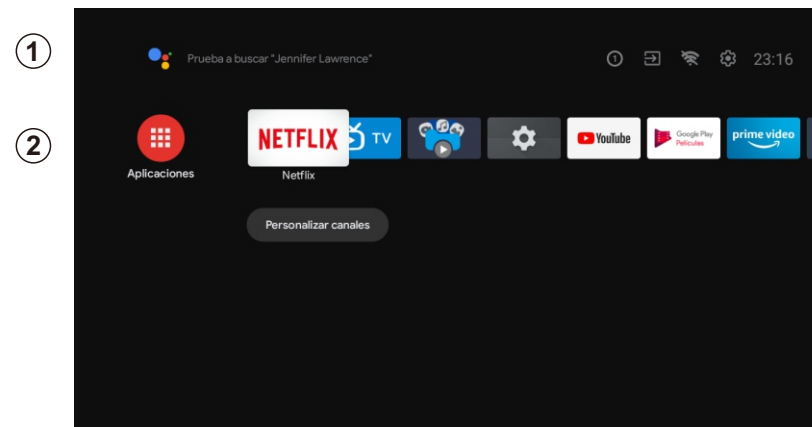 1
Prueba a buscar "Jennifer Lawrence"
1
23:16
2
NETFLIX
TV
YouTube
Google Play
Películas
prime video
Aplicaciones
Netflix
Personalizar canales